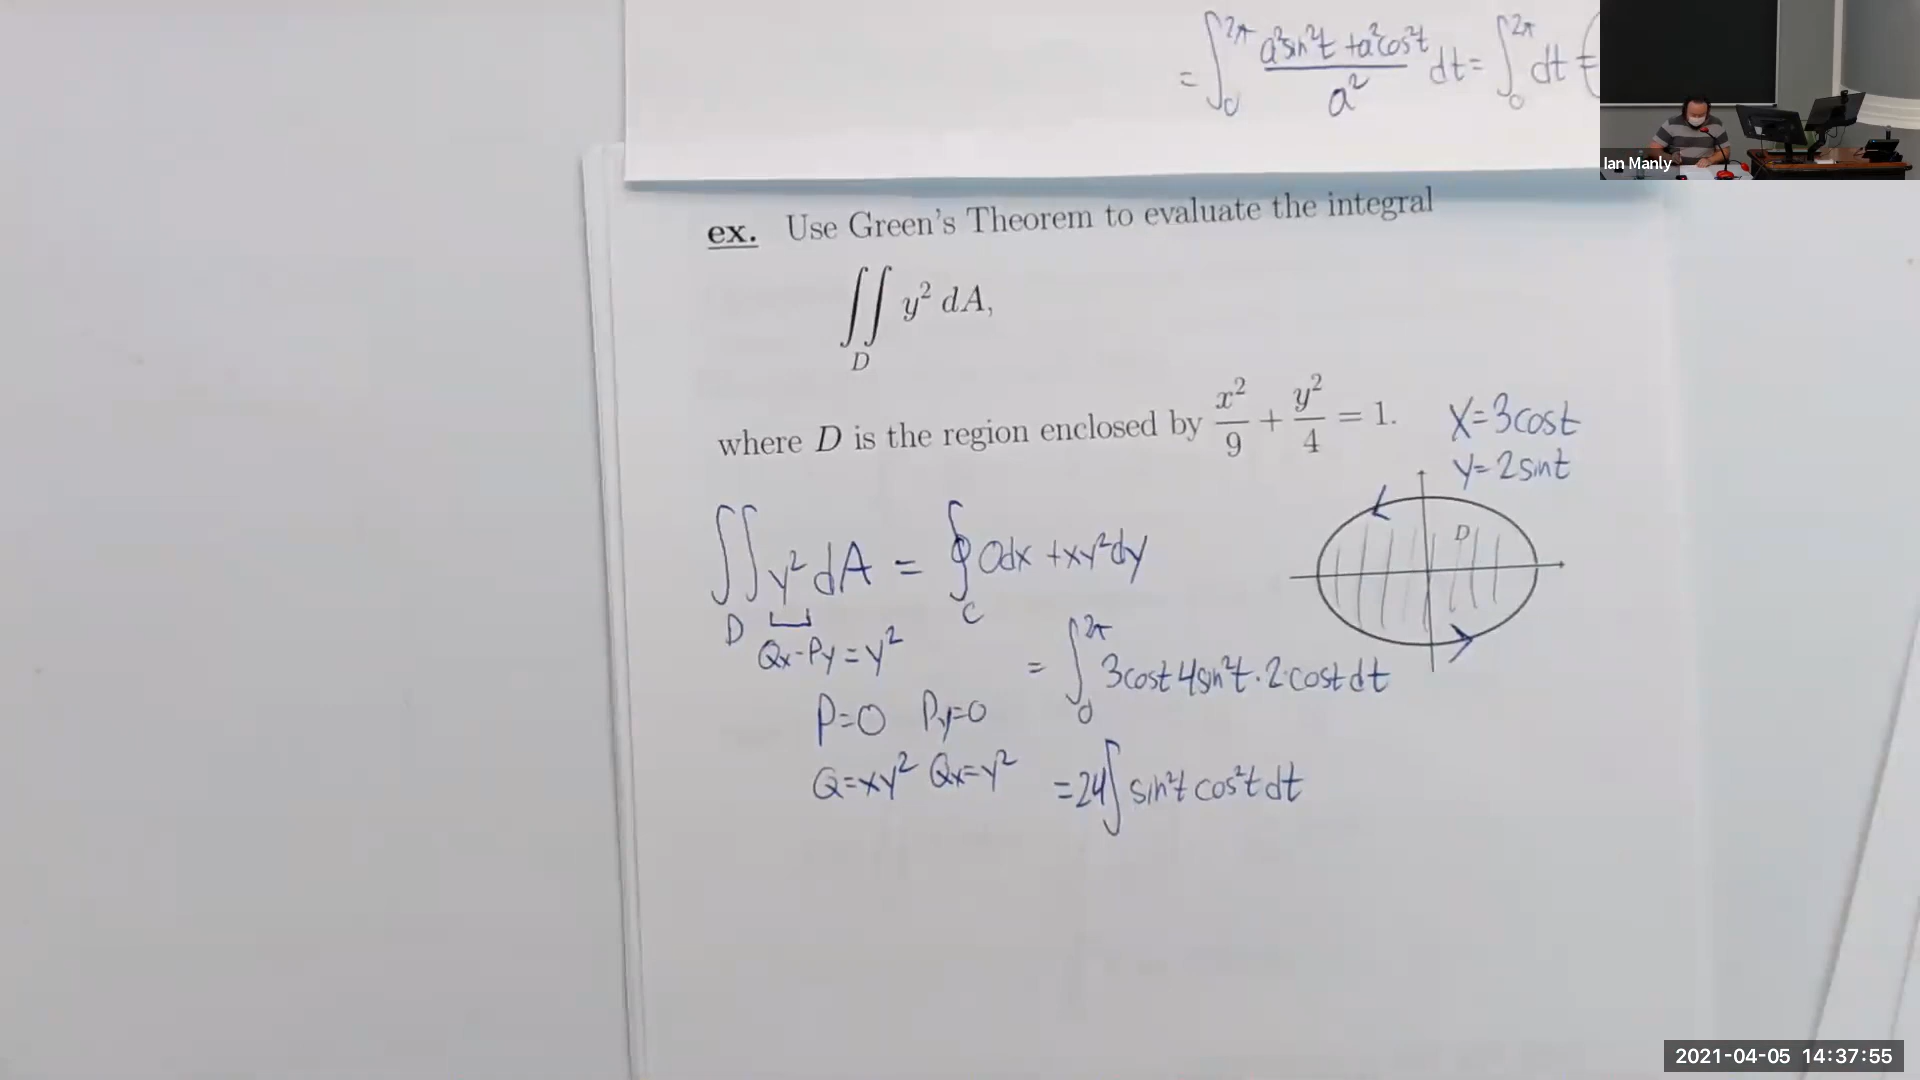 = ∫₀^2π (a²sin²t + a²cos²t)/a² dt = ∫₀^2π dt =
Ian Manly
ex. Use Green's Theorem to evaluate the integral
∬_D y² dA,
where D is the region enclosed by x²/9 + y²/4 = 1.
x=3cost
y=2sint
D
∬_D y² dA = ∮_C 0dx + xy²dy
Qx-Py=y²
= ∫₀^2π 3cost 4sin²t · 2cost dt
P=0 Py=0
Q=xy² Qx=y²
=24∫ sin²t cos²t dt
2021-04-05 14:37:55